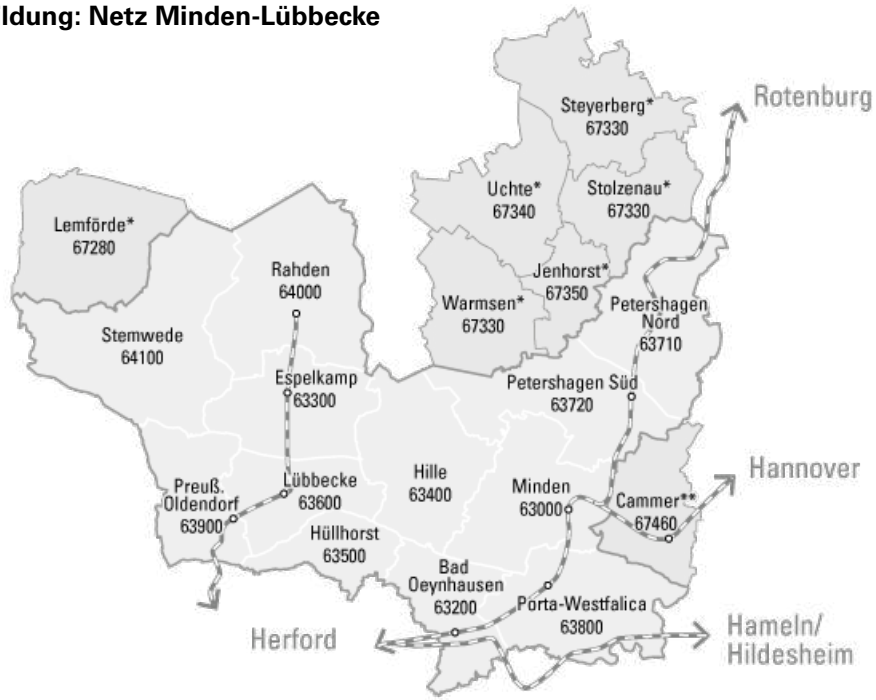 ldung: Netz Minden-Lübbecke
Steyerberg*
67330
Rotenburg
Uchte*
67340
Stolzenau*
67330
Lemförde*
67280
Rahden
64000
Jenhorst*
67350
Warmsen*
67330
Petershagen
Nord
63710
Stemwede
64100
Espelkamp
63300
Petershagen Süd
63720
Hannover
Preuß.
Oldendorf
63900
Lübbecke
63600
Hille
63400
Minden
63000
Cammer**
67460
Hüllhorst
63500
Bad
Oeynhausen
63200
Porta-Westfalica
63800
Herford
Hameln/
Hildesheim